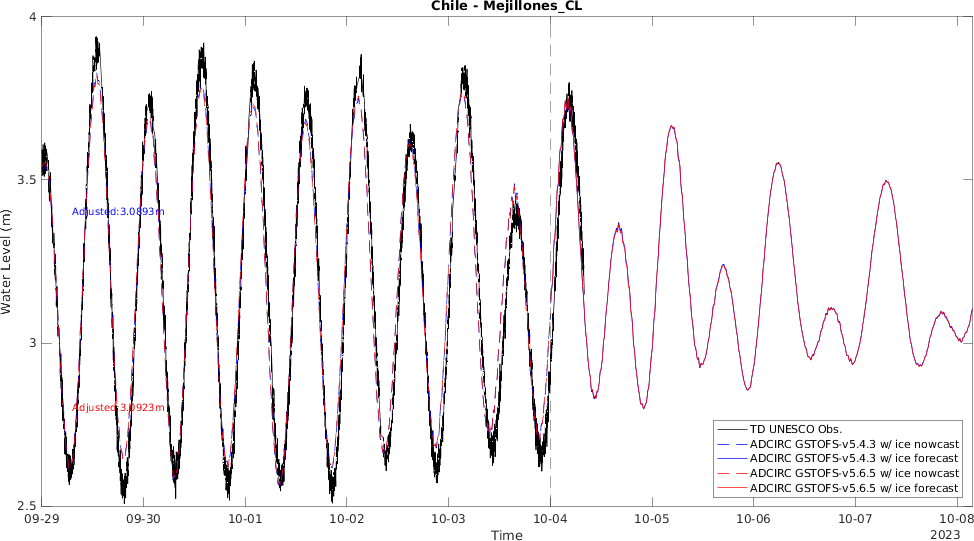 Chile - Mejillones_CL
4
3.5
3
2.5
Water Level (m)
Adjusted:3.0893m
Adjusted:3.0923m
TD UNESCO Obs.
ADCIRC GSTOFS-v5.4.3 w/ ice nowcast
ADCIRC GSTOFS-v5.4.3 w/ ice forecast
ADCIRC GSTOFS-v5.6.5 w/ ice nowcast
ADCIRC GSTOFS-v5.6.5 w/ ice forecast
09-29 09-30 10-01 10-02 10-03 10-04 10-05 10-06 10-07 10-08
Time
2023